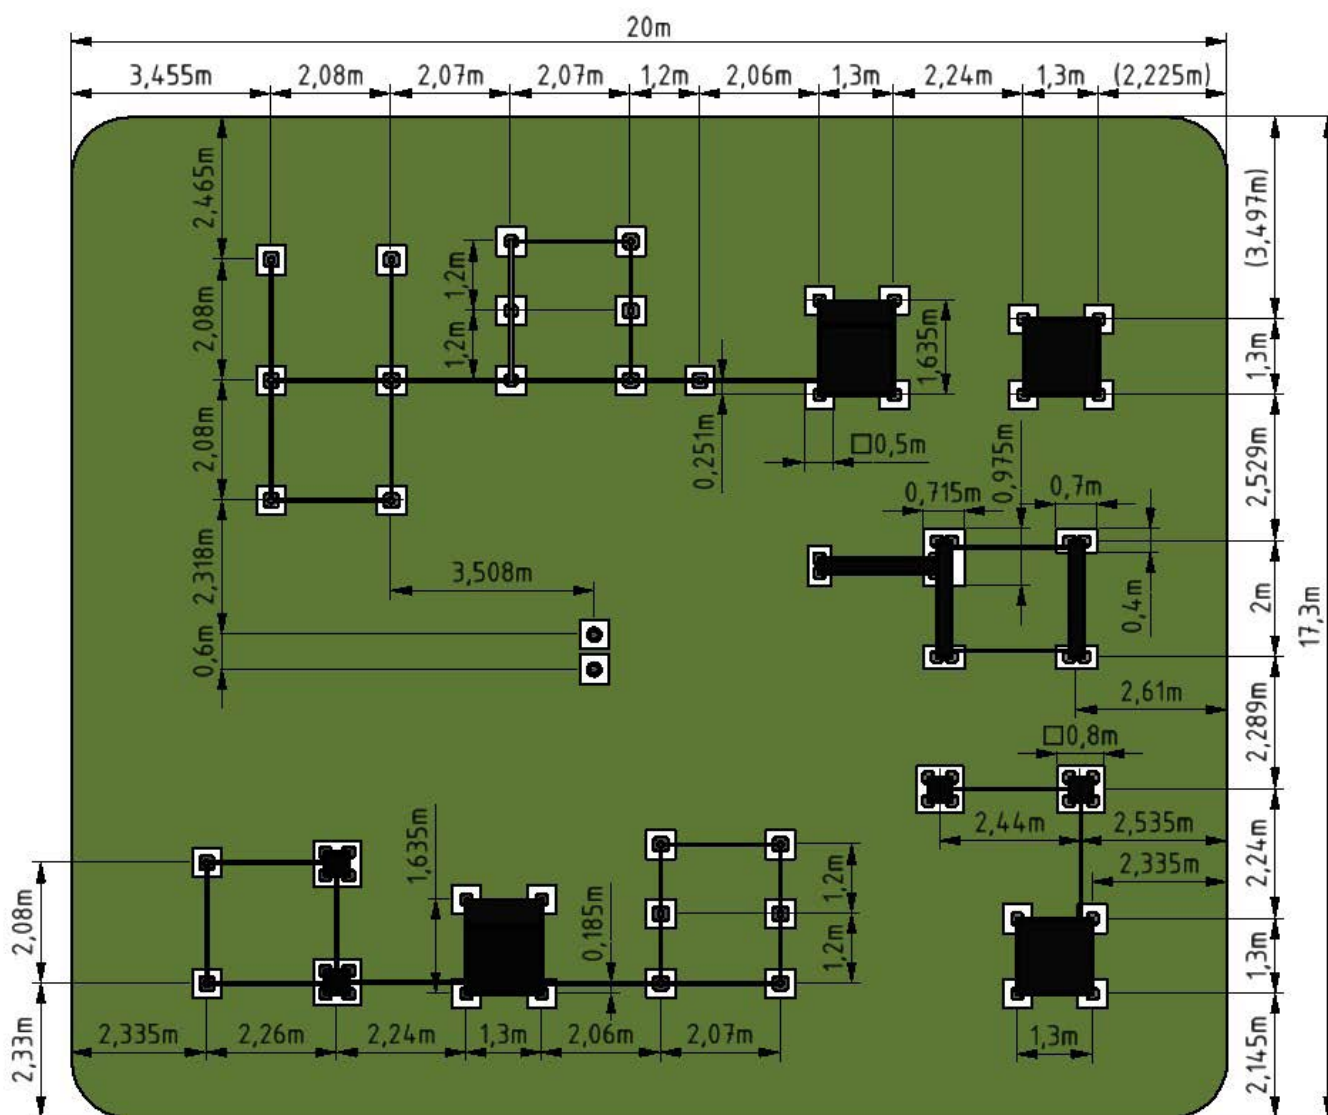 20m
3,455m
2,08m
2,07m
2,07m
1,2m
2,06m
1,3m
2,24m
1,3m
(2,225m)
2,465m
2,08m
2,08m
2,318m
0,6m
1,2m
1,2m
1,635m
0,251m
□0,5m
0,975m
0,715m
0,7m
0,4m
3,508m
2,61m
□0,8m
2,44m
2,535m
2,335m
(3,497m)
1,3m
2,529m
2m
2,289m
2,24m
1,3m
2,145m
17,3m
1,635m
0,185m
1,2m
1,2m
2,08m
2,33m
2,335m
2,26m
2,24m
1,3m
2,06m
2,07m
1,3m